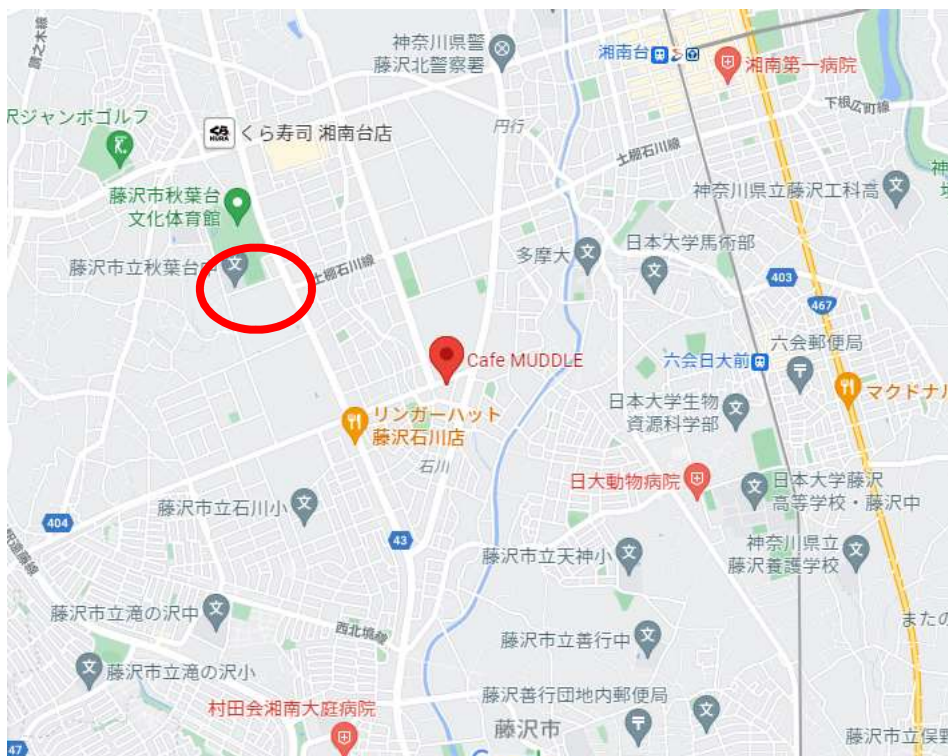 神奈川県警
藤沢北警察署
湘南台
湘南第一病院
下根広町線
円行
沢ジャンボゴルフ
KURA
くら寿司 湘南台店
土棚石川線
神
神奈川県立藤沢工科高
藤沢市秋葉台
文化体育館
藤沢市立秋葉台中
土棚石川線
多摩大
日本大学馬術部
403
467
六会郵便局
六会日大前
Cafe MUDDLE
マクドナル
日本大学生物
資源科学部
リンガーハット
藤沢石川店
石川
日大動物病院
日本大学藤沢
高等学校・藤沢中
藤沢市立石川小
404
43
神奈川県立
藤沢養護学校
藤沢市立天神小
藤沢市立滝の沢中
西北境線
藤沢市立善行中
またの
藤沢市立滝の沢小
村田会湘南大庭病院
藤沢善行団地内郵便局
藤沢市
藤沢市立俣野
47